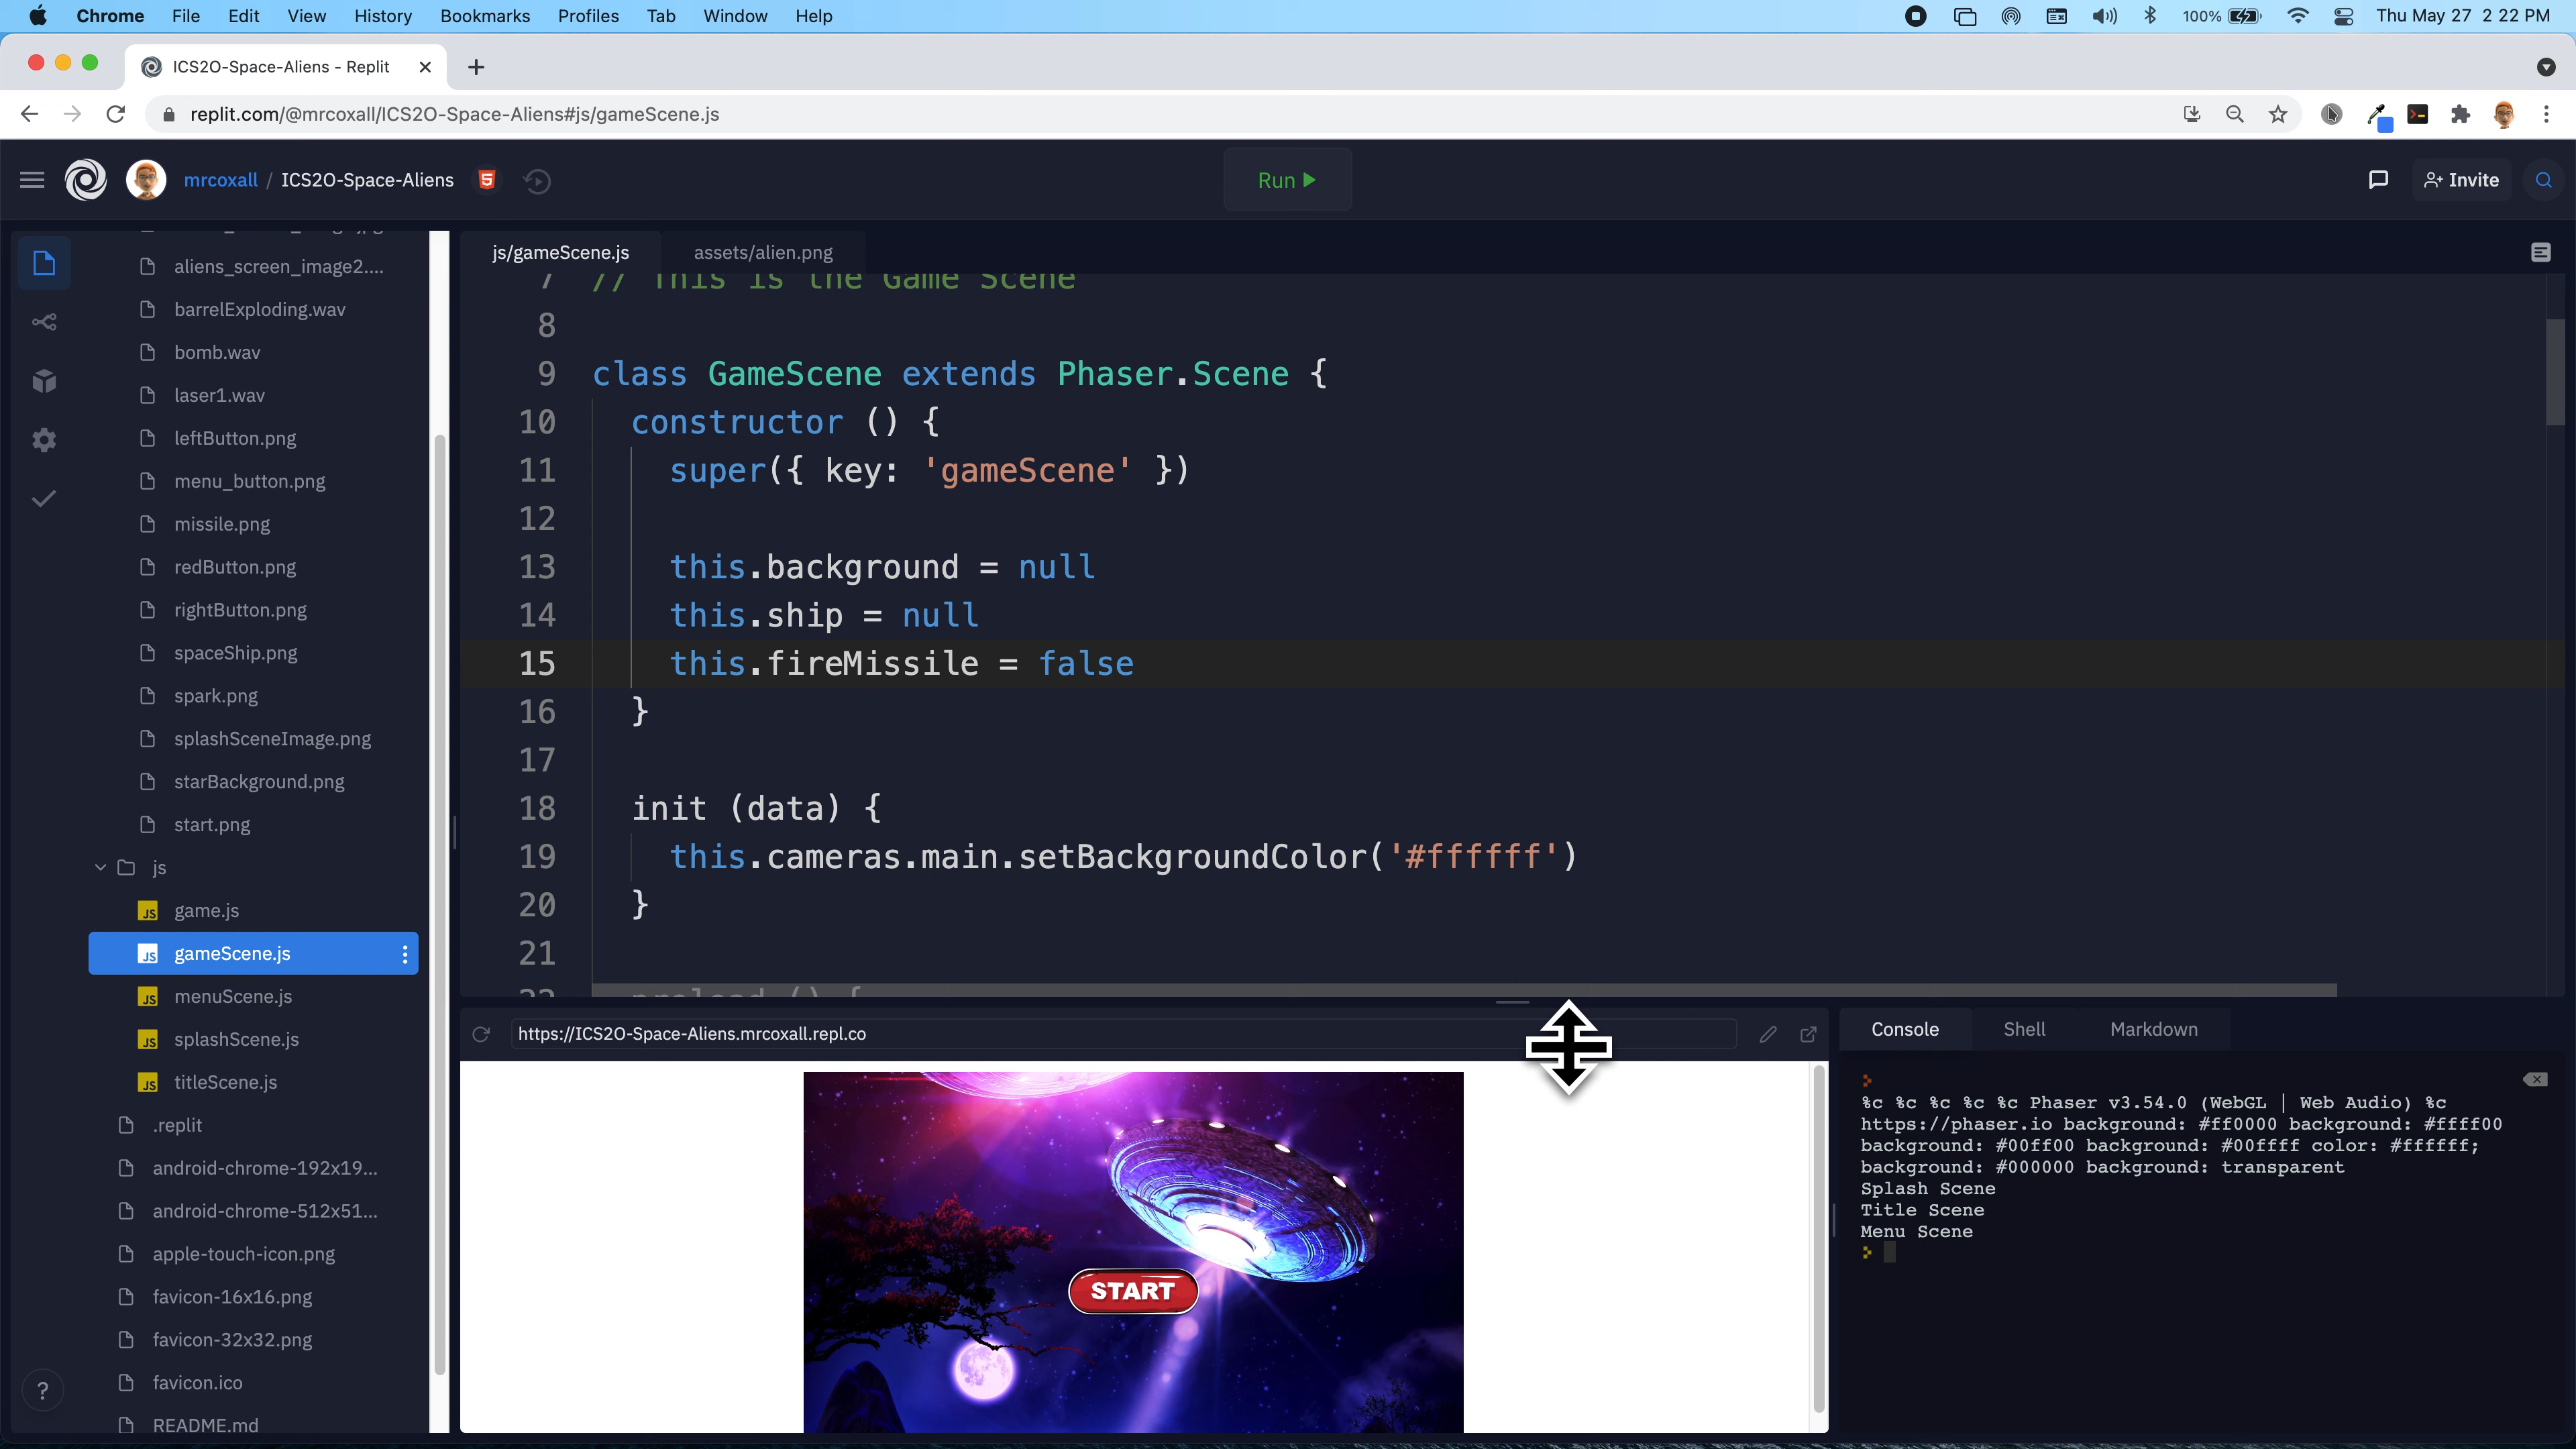 Chrome File Edit View History Bookmarks Profiles Tab Window Help 100% Thu May 27 2 22 PM
ICS2O-Space-Aliens - Replit
replit.com/@mrcoxall/ICS2O-Space-Aliens#js/gameScene.js
mrcoxall / ICS2O-Space-Aliens Run Invite
aliens_screen_image2....
barrelExploding.wav
bomb.wav
laser1.wav
leftButton.png
menu_button.png
missile.png
redButton.png
rightButton.png
spaceShip.png
spark.png
splashSceneImage.png
starBackground.png
start.png
js
game.js
gameScene.js
menuScene.js
splashScene.js
titleScene.js
.replit
android-chrome-192x19...
android-chrome-512x51...
apple-touch-icon.png
favicon-16x16.png
favicon-32x32.png
favicon.ico
README.md
?
js/gameScene.js assets/alien.png
7 // This is the Game Scene
8
9 class GameScene extends Phaser.Scene {
10 constructor () {
11 super({ key: 'gameScene' })
12
13 this.background = null
14 this.ship = null
15 this.fireMissile = false
16 }
17
18 init (data) {
19 this.cameras.main.setBackgroundColor('#ffffff')
20 }
21
22 preload () {
https://ICS2O-Space-Aliens.mrcoxall.repl.co
START
Console Shell Markdown
%c %c %c %c %c Phaser v3.54.0 (WebGL | Web Audio) %c
https://phaser.io background: #ff0000 background: #ffff00
background: #00ff00 background: #00ffff color: #ffffff;
background: #000000 background: transparent
Splash Scene
Title Scene
Menu Scene